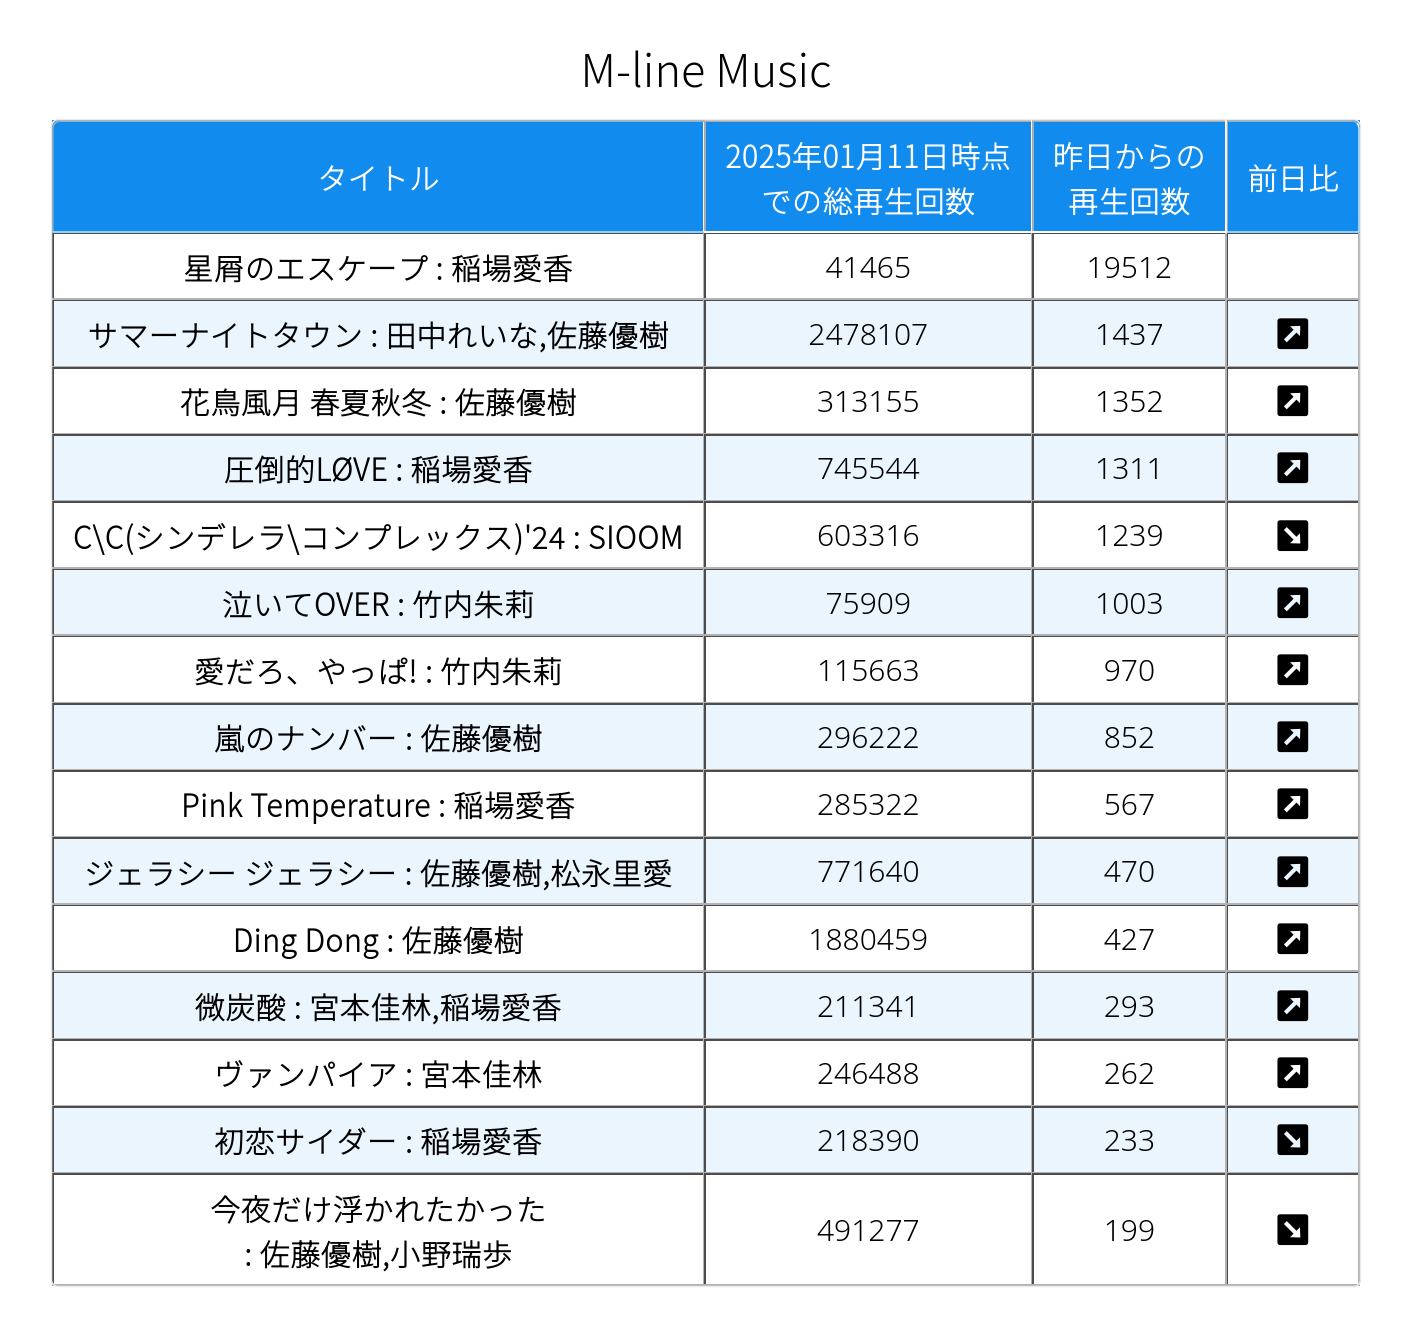 M-line Music
タイトル
2025年01月11日時点
での総再生回数
昨日からの
再生回数
前日比
星屑のエスケープ : 稲場愛香 41465 19512
サマーナイトタウン : 田中れいな,佐藤優樹 2478107 1437
花鳥風月 春夏秋冬 : 佐藤優樹 313155 1352
圧倒的LØVE : 稲場愛香 745544 1311
C\C(シンデレラ\コンプレックス)'24 : SIOOM 603316 1239
泣いてOVER : 竹内朱莉 75909 1003
愛だろ、やっぱ! : 竹内朱莉 115663 970
嵐のナンバー : 佐藤優樹 296222 852
Pink Temperature : 稲場愛香 285322 567
ジェラシー ジェラシー : 佐藤優樹,松永里愛 771640 470
Ding Dong : 佐藤優樹 1880459 427
微炭酸 : 宮本佳林,稲場愛香 211341 293
ヴァンパイア : 宮本佳林 246488 262
初恋サイダー : 稲場愛香 218390 233
今夜だけ浮かれたかった
: 佐藤優樹,小野瑞歩 491277 199